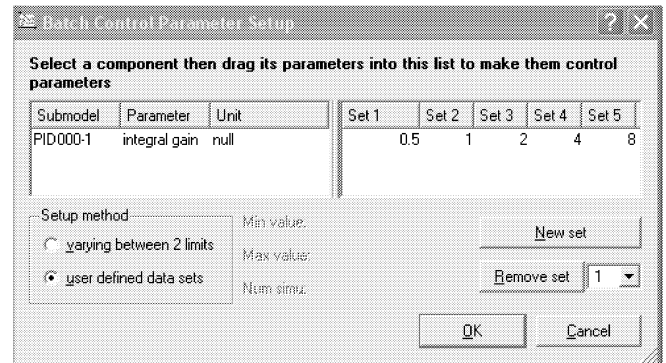 Batch Control Parameter Setup
Select a component then drag its parameters into this list to make them control
parameters
Submodel Parameter Unit Set 1 Set 2 Set 3 Set 4 Set 5
PID000-1 integral gain null 0.5 1 2 4 8
Setup method
varying between 2 limits
user defined data sets
Min value:
Max value:
Num simu.
New set
Remove set 1
OK Cancel